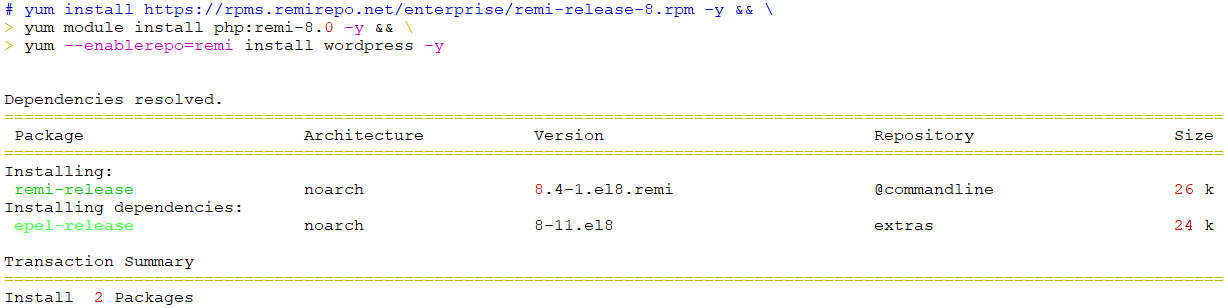 # yum install https://rpms.remirepo.net/enterprise/remi-release-8.rpm -y && \
> yum module install php:remi-8.0 -y && \
> yum --enablerepo=remi install wordpress -y
Dependencies resolved.
================================================================================
Package Architecture Version Repository Size
================================================================================
Installing:
remi-release noarch 8.4-1.el8.remi @commandline 26 k
Installing dependencies:
epel-release noarch 8-11.el8 extras 24 k
Transaction Summary
================================================================================
Install 2 Packages